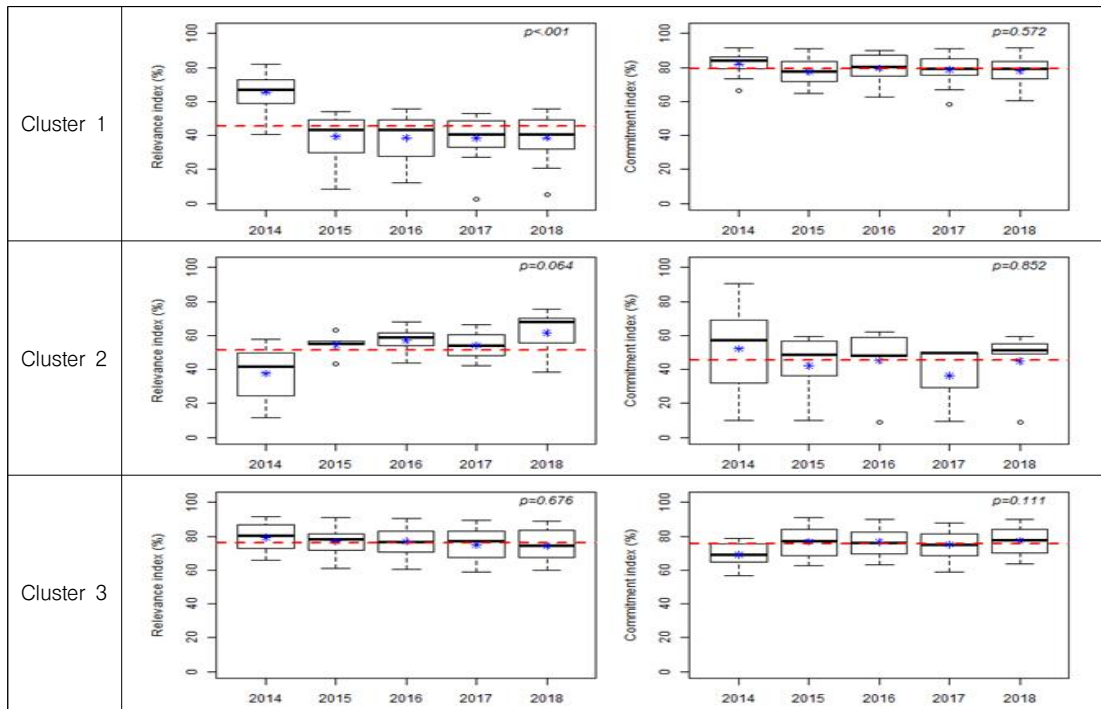 Cluster 1
Relevance index (%)
0 20 40 60 80 100
p<.001
2014 2015 2016 2017 2018
Commitment index (%)
0 20 40 60 80 100
p=0.572
2014 2015 2016 2017 2018
Cluster 2
Relevance index (%)
0 20 40 60 80 100
p=0.064
2014 2015 2016 2017 2018
Commitment index (%)
0 20 40 60 80 100
p=0.852
2014 2015 2016 2017 2018
Cluster 3
Relevance index (%)
0 20 40 60 80 100
p=0.676
2014 2015 2016 2017 2018
Commitment index (%)
0 20 40 60 80 100
p=0.111
2014 2015 2016 2017 2018